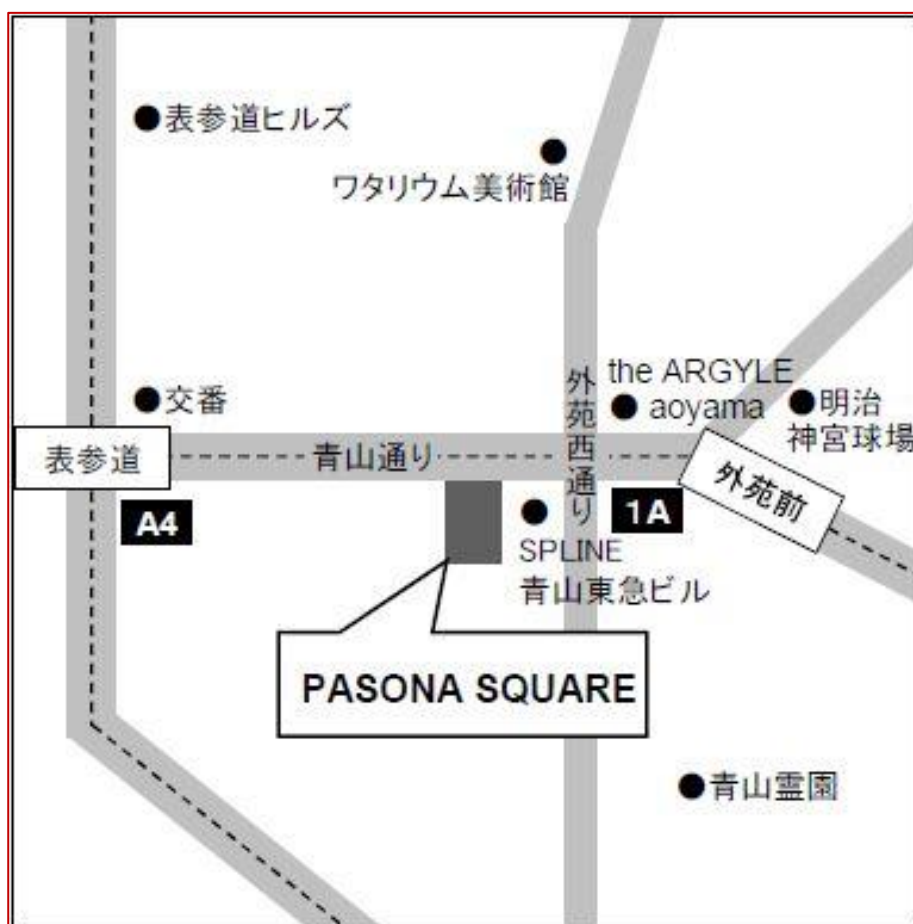 表参道ヒルズ
ワタリウム美術館
the ARGYLE
aoyama
明治
神宮球場
交番
外苑西通り
表参道
青山通り
外苑前
A4
1A
SPLINE
青山東急ビル
PASONA SQUARE
青山霊園